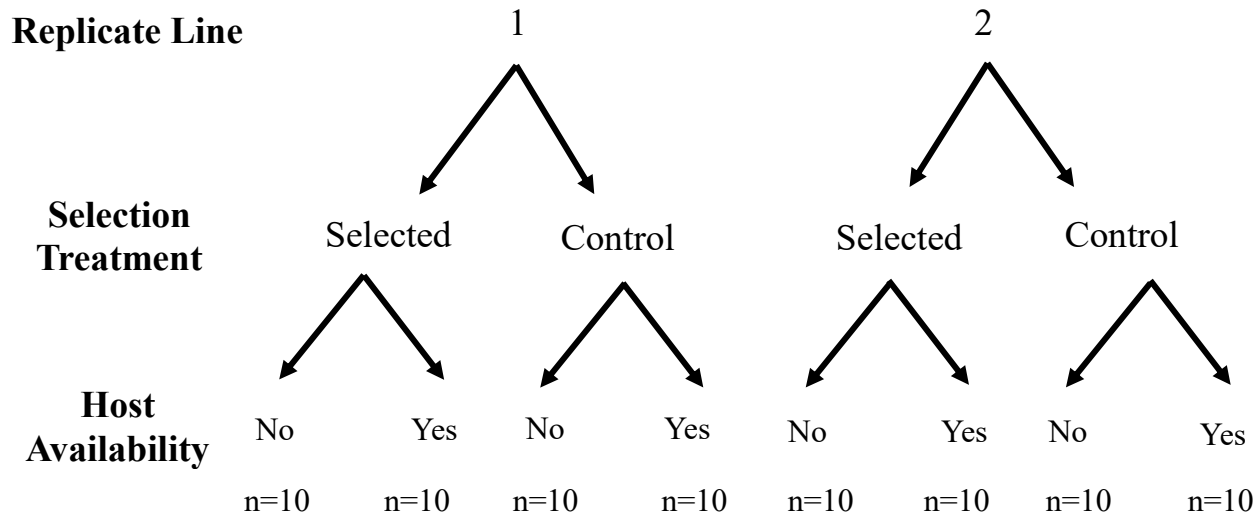 Replicate Line 1 2
Selection
Treatment
Selected Control Selected Control
Host
Availability
No Yes No Yes No Yes No Yes
n=10 n=10 n=10 n=10 n=10 n=10 n=10 n=10